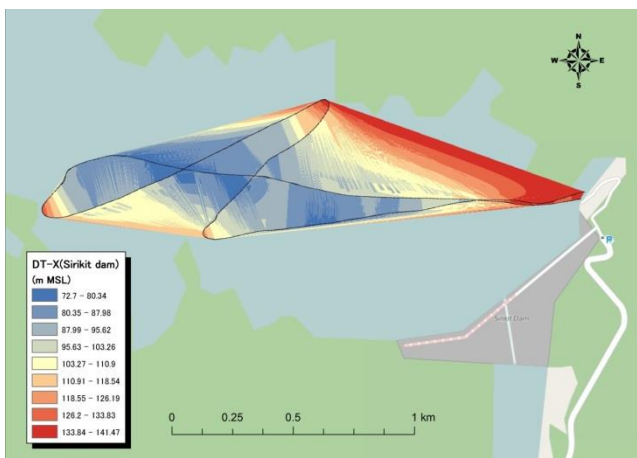 N
W E
S
DT-X(Sirikit dam)
(m MSL)
72.7 - 80.34
80.35 - 87.98
87.99 - 95.62
95.63 - 103.26
103.27 - 110.9
110.91 - 118.54
118.55 - 126.19
126.2 - 133.83
133.84 - 141.47
P
Sirikit Dam
0 0.25 0.5 1 km